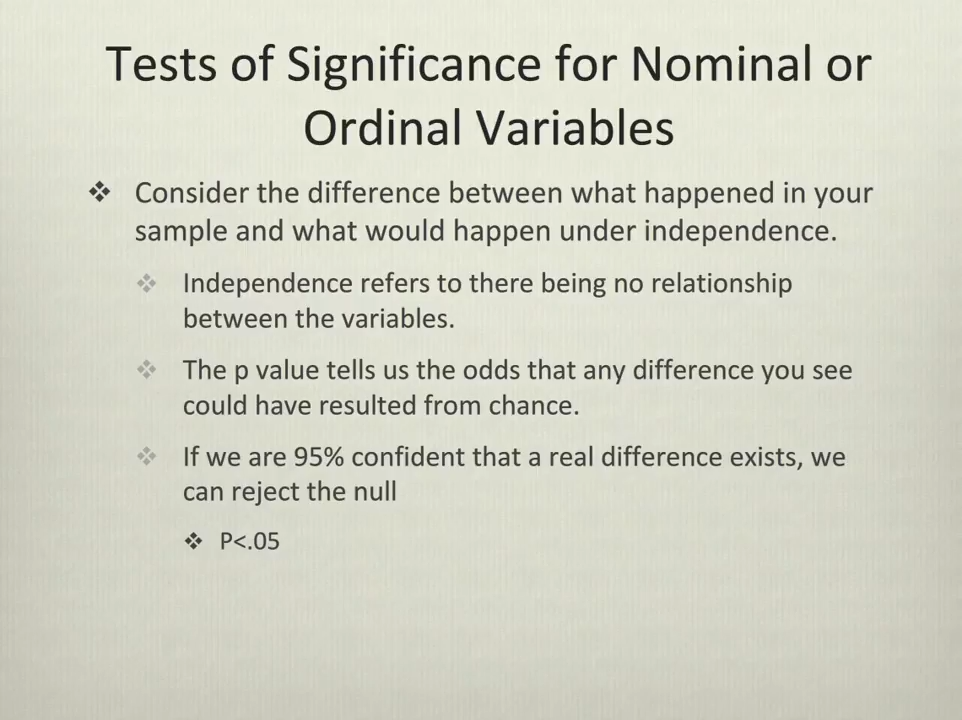 Tests of Significance for Nominal or
Ordinal Variables
❖ Consider the difference between what happened in your
sample and what would happen under independence.
❖ Independence refers to there being no relationship
between the variables.
❖ The p value tells us the odds that any difference you see
could have resulted from chance.
❖ If we are 95% confident that a real difference exists, we
can reject the null
❖ P<.05